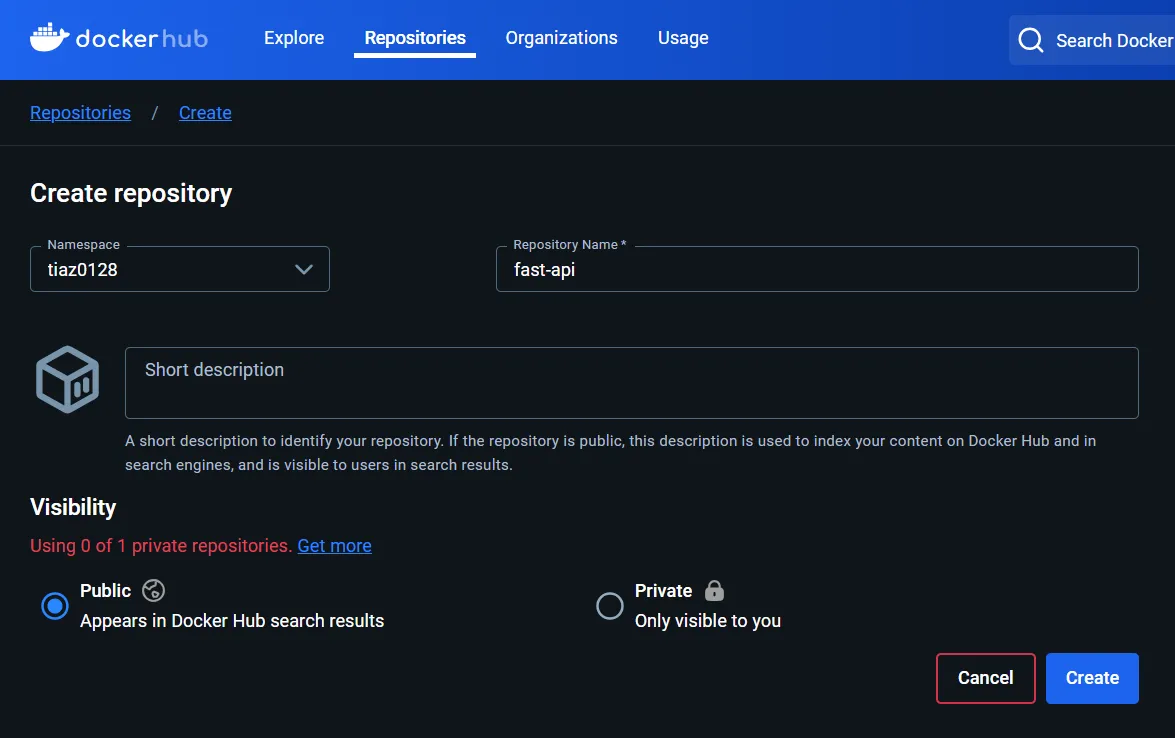 dockerhub Explore Repositories Organizations Usage Search Docker
Repositories / Create
Create repository
Namespace
tiaz0128
Repository Name *
fast-api
Short description
A short description to identify your repository. If the repository is public, this description is used to index your content on Docker Hub and in
search engines, and is visible to users in search results.
Visibility
Using 0 of 1 private repositories. Get more
Public
Appears in Docker Hub search results
Private
Only visible to you
Cancel Create